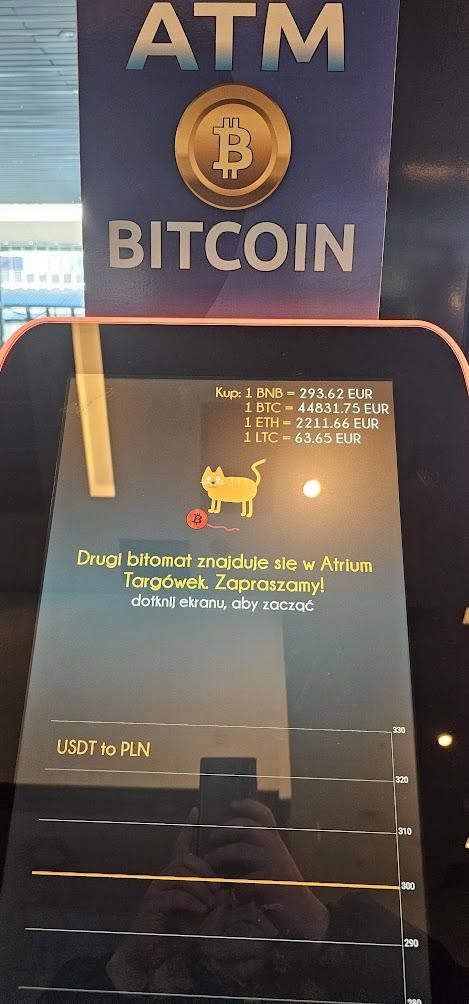 ATM
BITCOIN
Kup: 1 BNB = 293.62 EUR
1 BTC = 44831.75 EUR
1 ETH = 2211.66 EUR
1 LTC = 63.65 EUR
Drugi bitomat znajduje się w Atrium
Targówek. Zapraszamy!
dotknij ekranu, aby zacząć
330
USDT to PLN
320
310
300
290
280